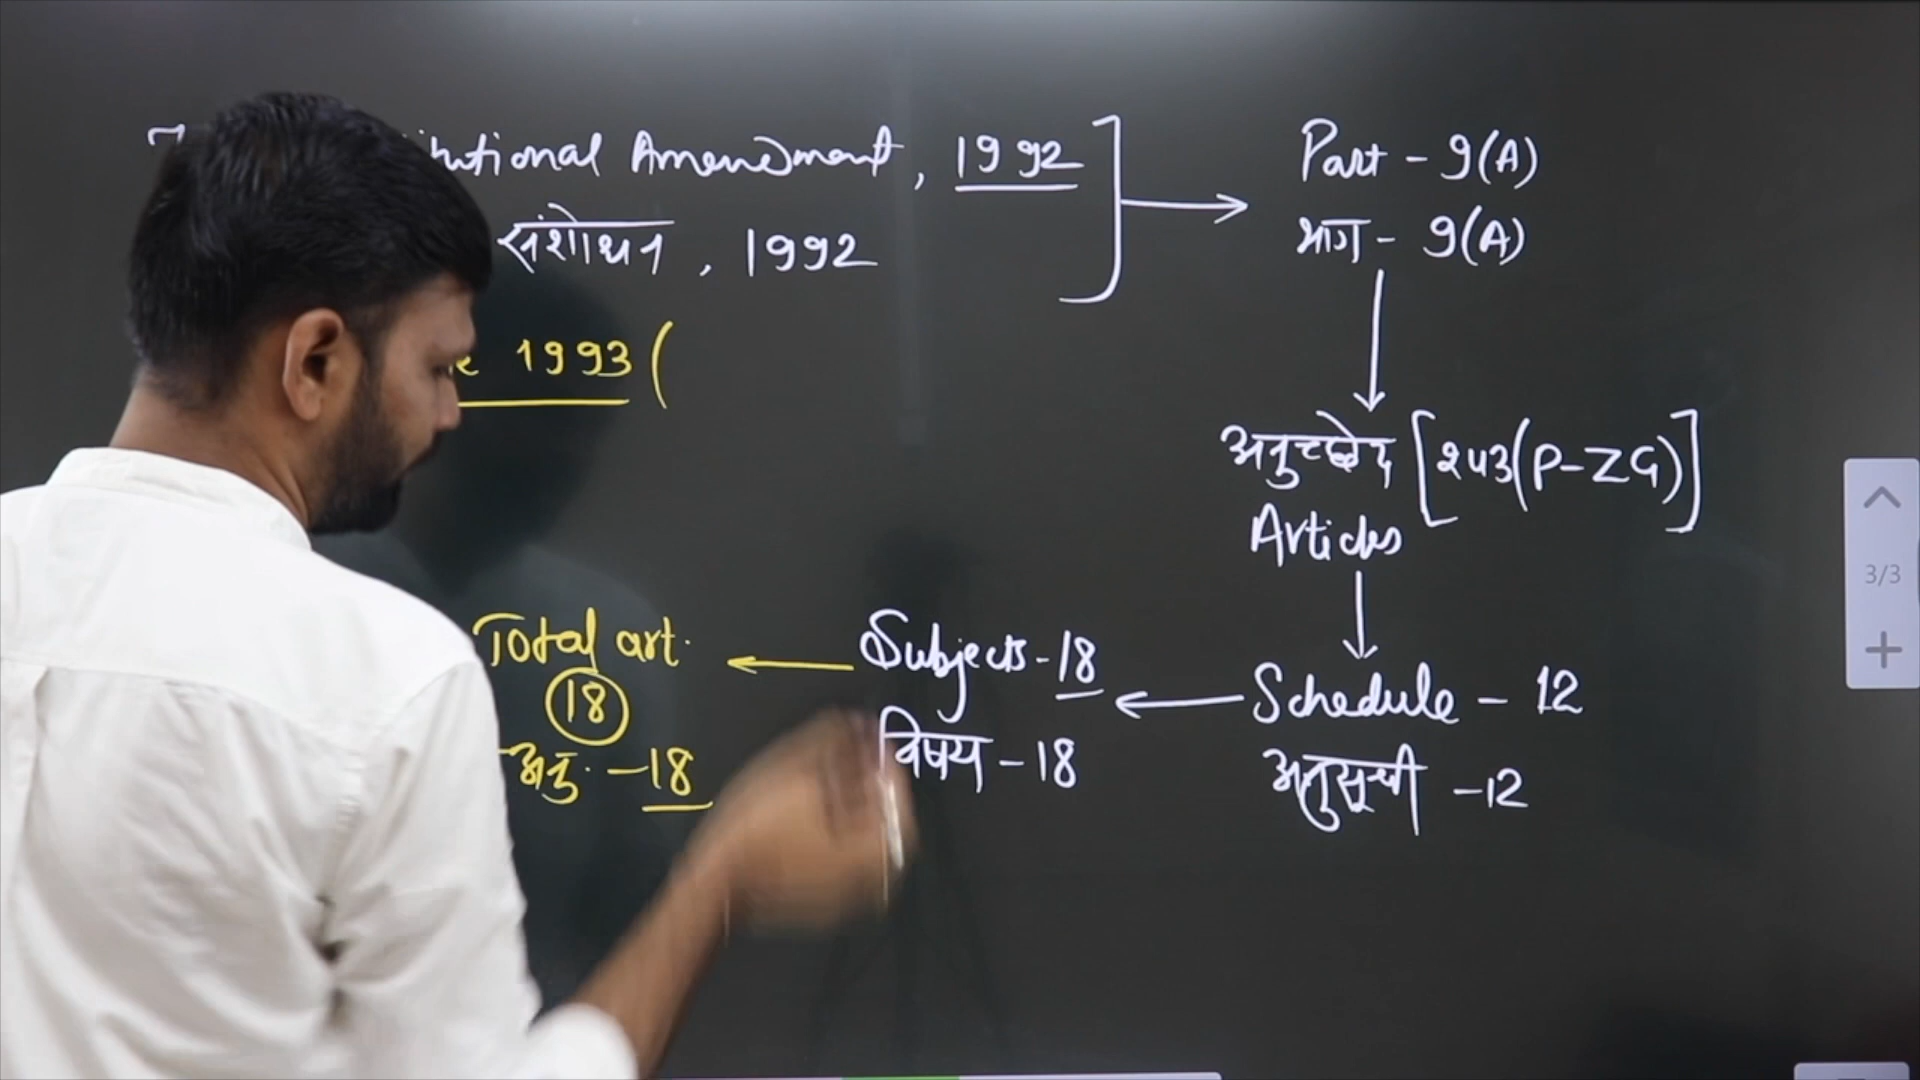 Amendment, 1992
संशोधन, 1992
1993 (
Part - 9(A)
भाग - 9(A)
अनुच्छेद [243(P-ZG)]
Articles
Schedule - 12
अनुसूची - 12
Subjects - 18
विषय - 18
Total art.
18
अनु. - 18
3/3